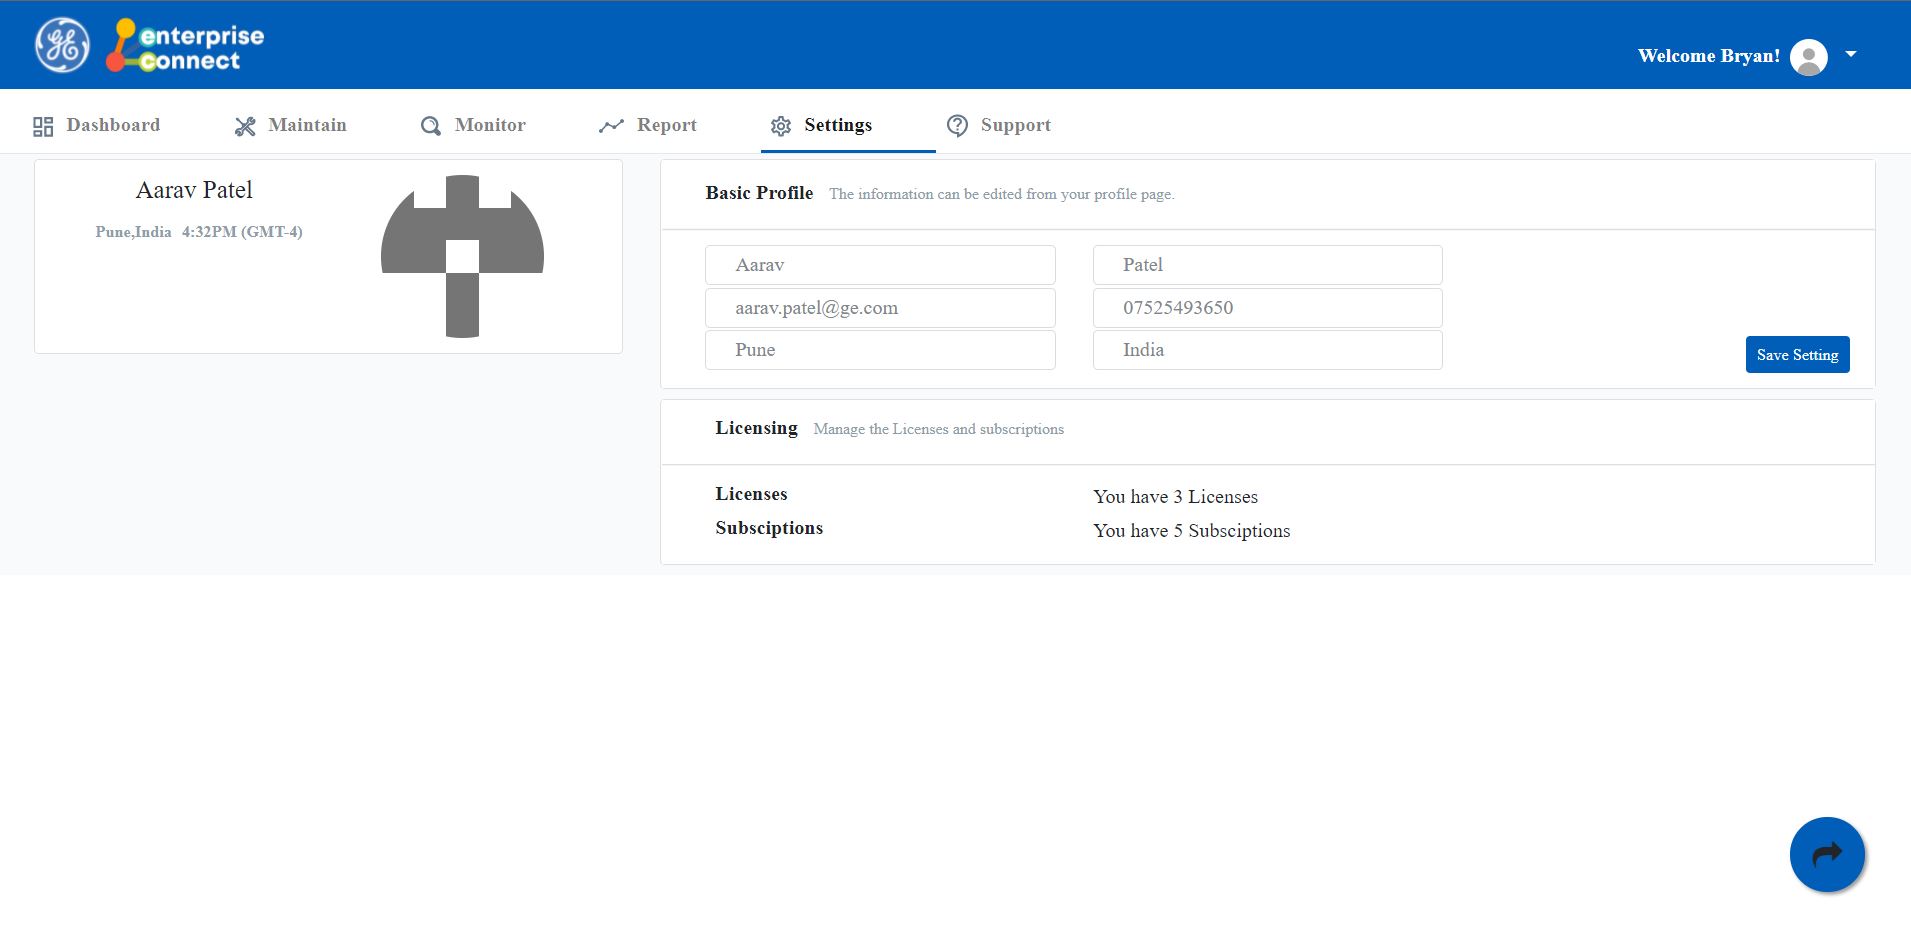 GE
enterprise
connect
Welcome Bryan!
Dashboard
Maintain
Monitor
Report
Settings
Support
Aarav Patel
Pune,India 4:32PM (GMT-4)
Basic Profile The information can be edited from your profile page.
Aarav
Patel
aarav.patel@ge.com
07525493650
Pune
India
Save Setting
Licensing Manage the Licenses and subscriptions
Licenses
You have 3 Licenses
Subsciptions
You have 5 Subsciptions